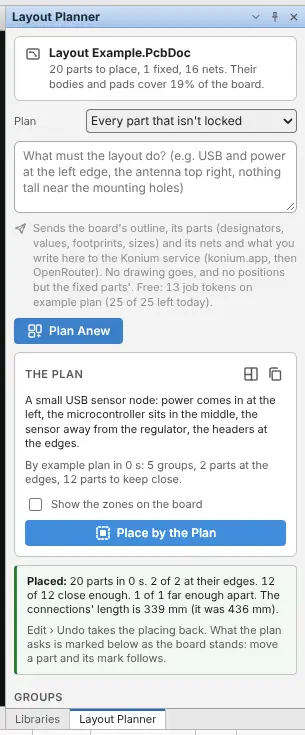 Layout Planner
Layout Example.PcbDoc
20 parts to place, 1 fixed, 16 nets. Their
bodies and pads cover 19% of the board.
Plan
Every part that isn't locked
What must the layout do? (e.g. USB and power
at the left edge, the antenna top right, nothing
tall near the mounting holes)
Sends the board's outline, its parts (designators,
values, footprints, sizes) and its nets and what you
write here to the Konium service (konium.app, then
OpenRouter). No drawing goes, and no positions
but the fixed parts'. Free: 13 job tokens on
example plan (25 of 25 left today).
Plan Anew
THE PLAN
A small USB sensor node: power comes in at the
left, the microcontroller sits in the middle, the
sensor away from the regulator, the headers at
the edges.
By example plan in 0 s: 5 groups, 2 parts at the
edges, 12 parts to keep close.
Show the zones on the board
Place by the Plan
Placed: 20 parts in 0 s. 2 of 2 at their edges. 12
of 12 close enough. 1 of 1 far enough apart. The
connections' length is 339 mm (it was 436 mm).
Edit › Undo takes the placing back. What the plan
asks is marked below as the board stands: move
a part and its mark follows.
GROUPS
Libraries
Layout Planner